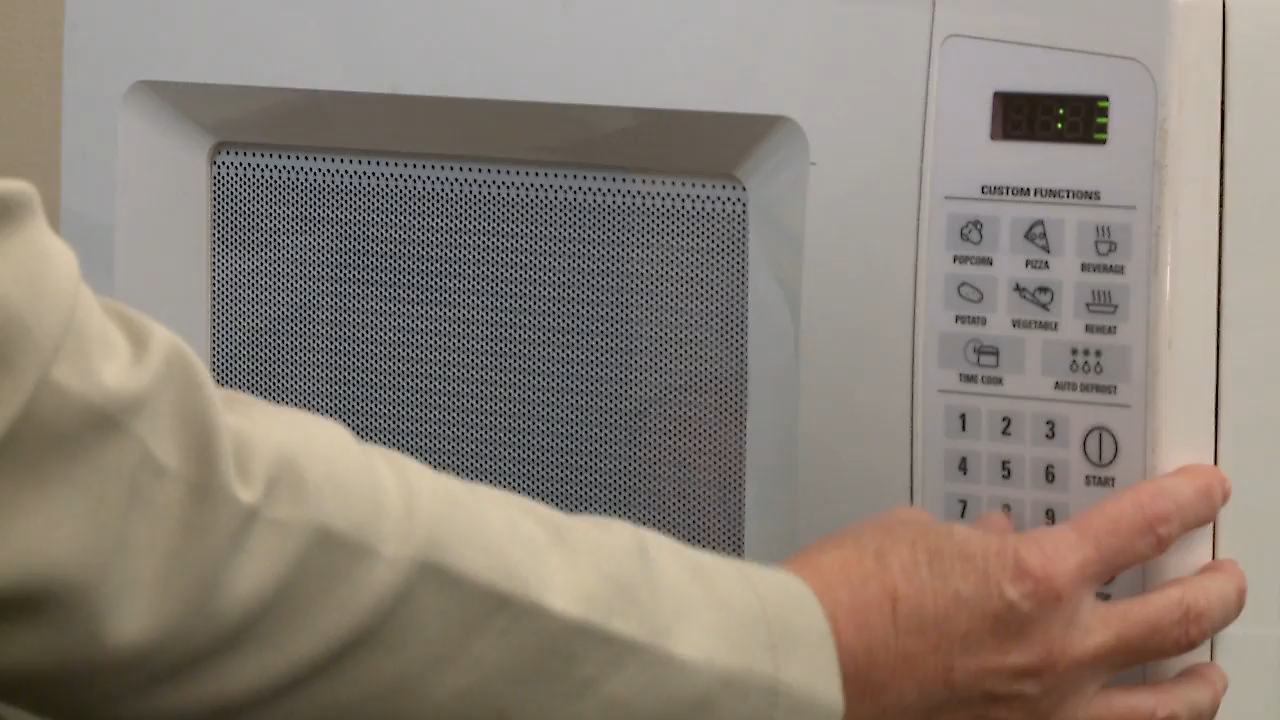 :
CUSTOM FUNCTIONS
POPCORN PIZZA BEVERAGE
POTATO VEGETABLE REHEAT
TIME COOK AUTO DEFROST
1 2 3
4 5 6
START
7 8 9